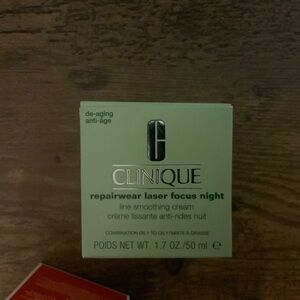 de-aging
anti-âge
CLINIQUE
repairwear laser focus night
line smoothing cream
crème lissante anti-rides nuit
COMBINATION OILY TO OILY/MIXTE À GRASSE
POIDS NET WT. 1.7 OZ./50 ml ℮